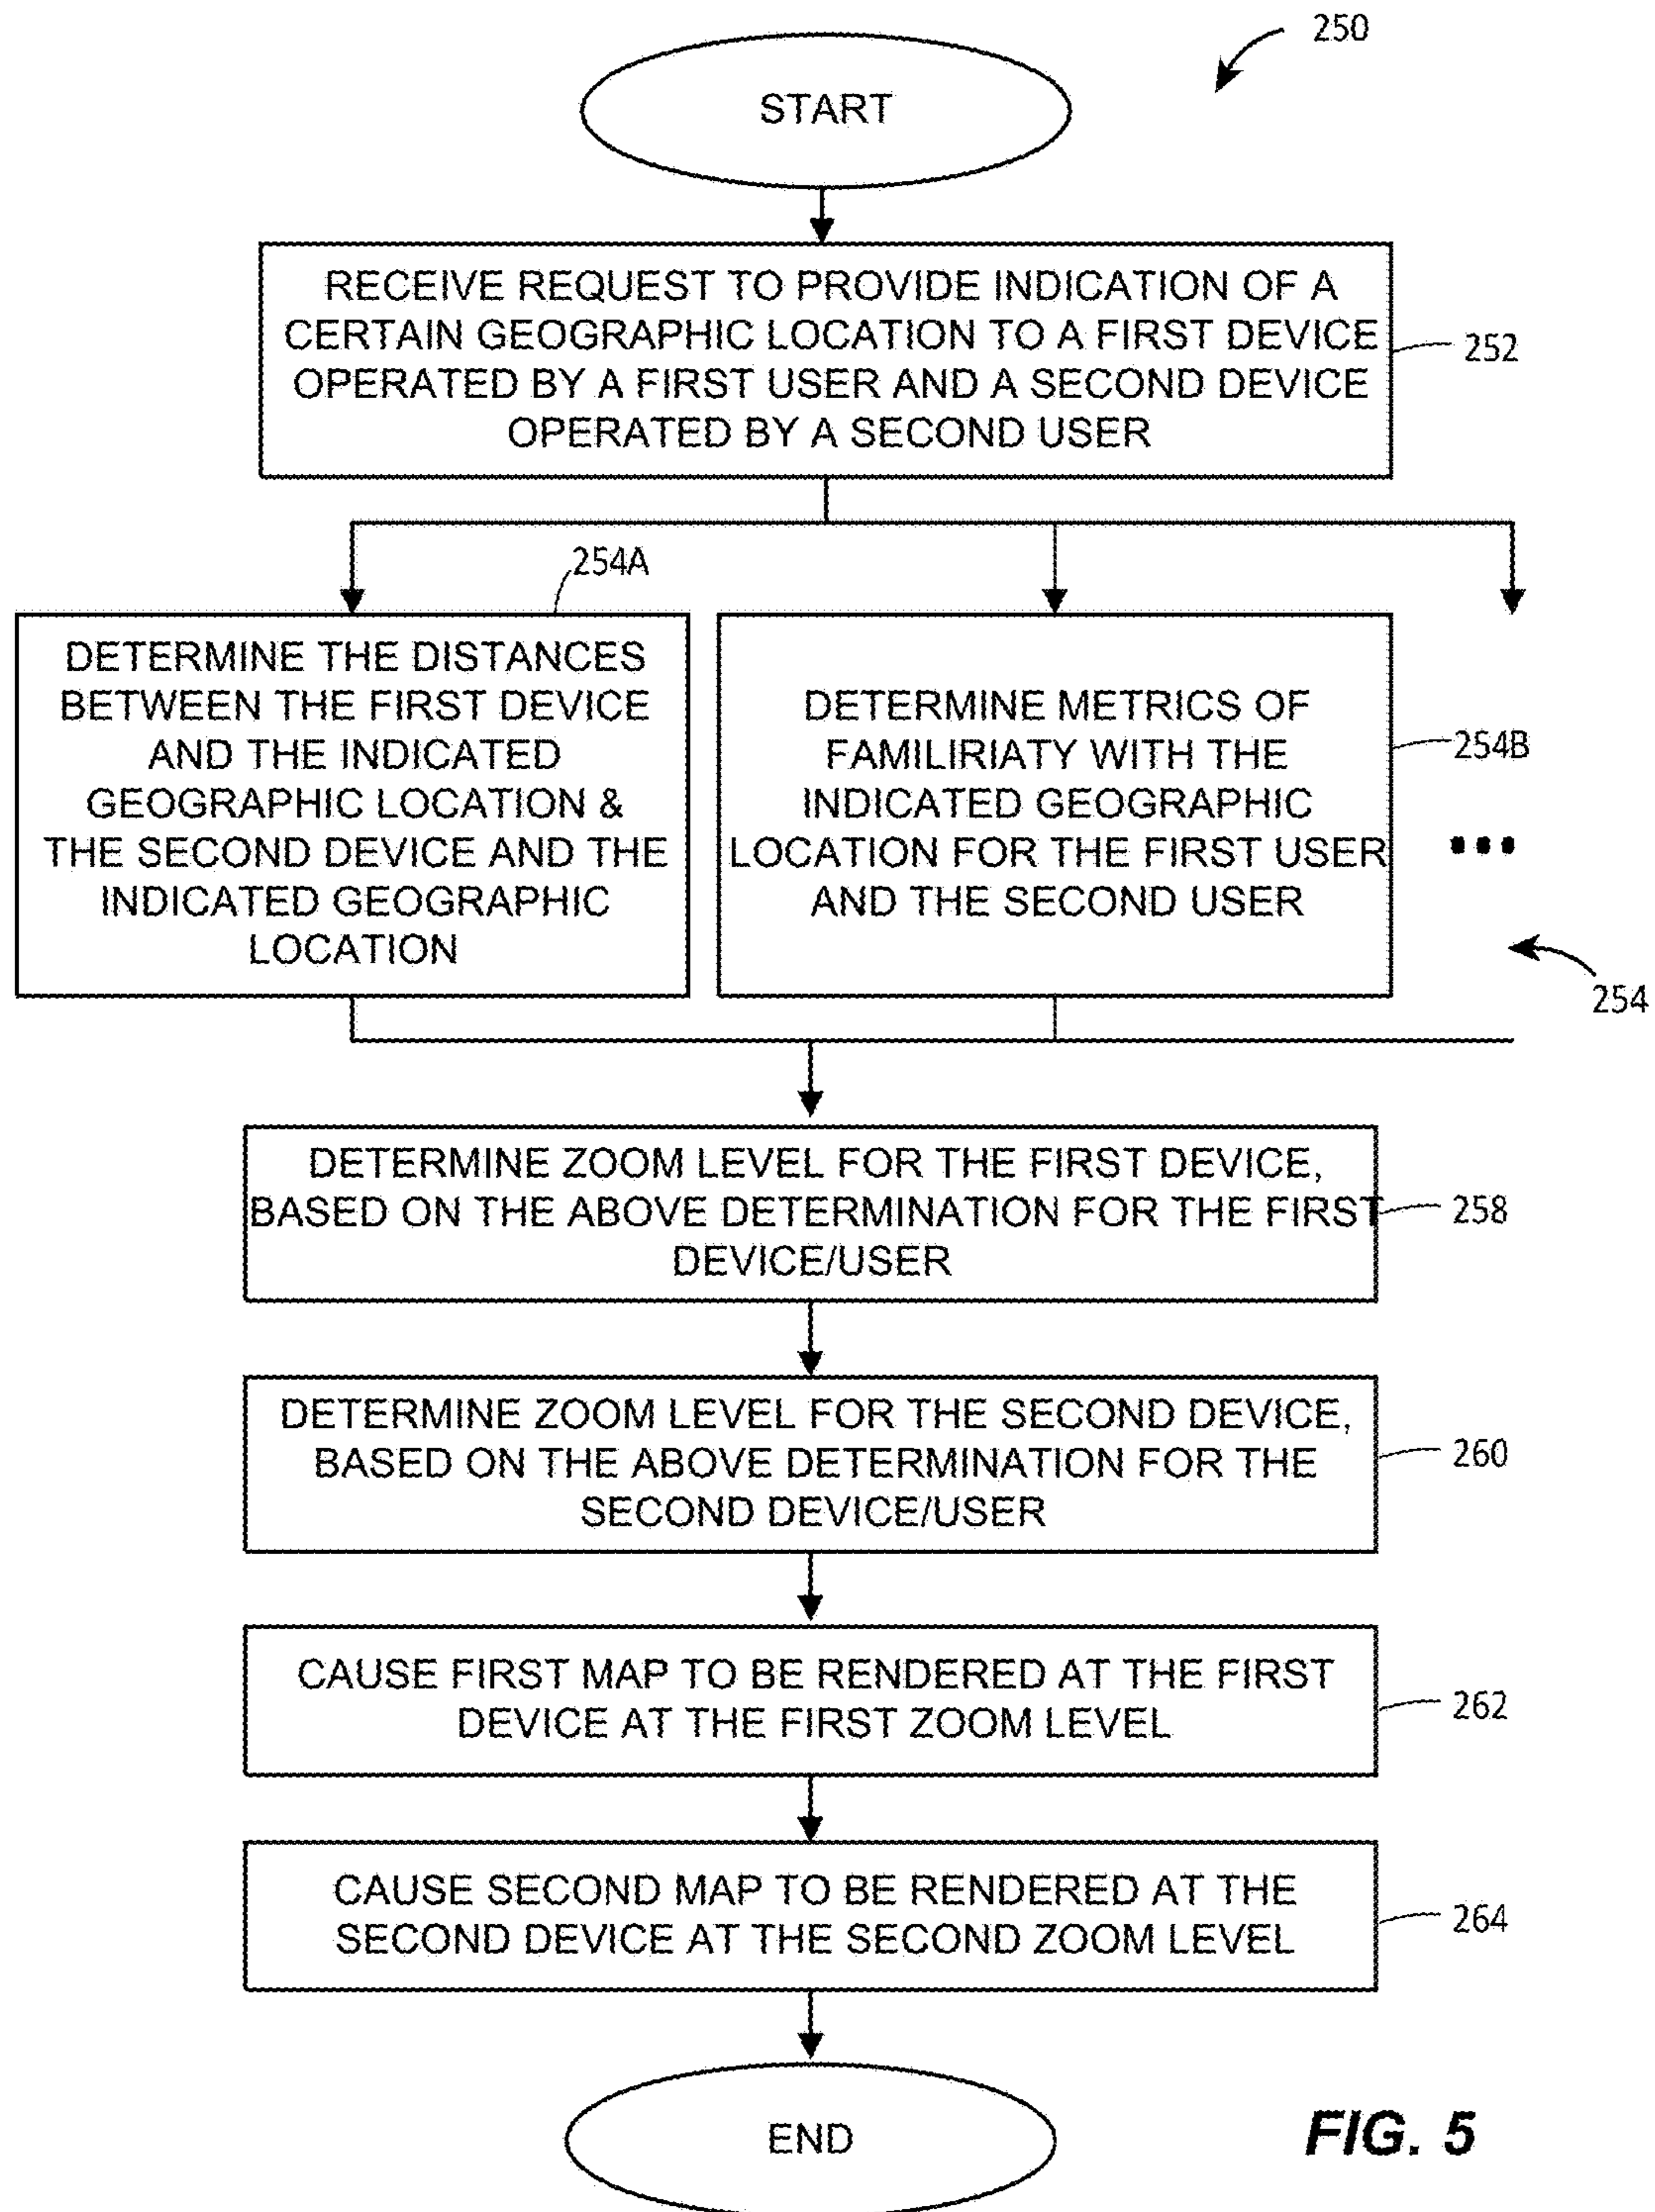 250
START
RECEIVE REQUEST TO PROVIDE INDICATION OF A
CERTAIN GEOGRAPHIC LOCATION TO A FIRST DEVICE
OPERATED BY A FIRST USER AND A SECOND DEVICE
OPERATED BY A SECOND USER
252
254A
DETERMINE THE DISTANCES
BETWEEN THE FIRST DEVICE
AND THE INDICATED
GEOGRAPHIC LOCATION &
THE SECOND DEVICE AND THE
INDICATED GEOGRAPHIC
LOCATION
DETERMINE METRICS OF
FAMILIRIATY WITH THE
INDICATED GEOGRAPHIC
LOCATION FOR THE FIRST USER
AND THE SECOND USER
254B
•••
254
DETERMINE ZOOM LEVEL FOR THE FIRST DEVICE,
BASED ON THE ABOVE DETERMINATION FOR THE FIRST
DEVICE/USER
258
DETERMINE ZOOM LEVEL FOR THE SECOND DEVICE,
BASED ON THE ABOVE DETERMINATION FOR THE
SECOND DEVICE/USER
260
CAUSE FIRST MAP TO BE RENDERED AT THE FIRST
DEVICE AT THE FIRST ZOOM LEVEL
262
CAUSE SECOND MAP TO BE RENDERED AT THE
SECOND DEVICE AT THE SECOND ZOOM LEVEL
264
END
FIG. 5